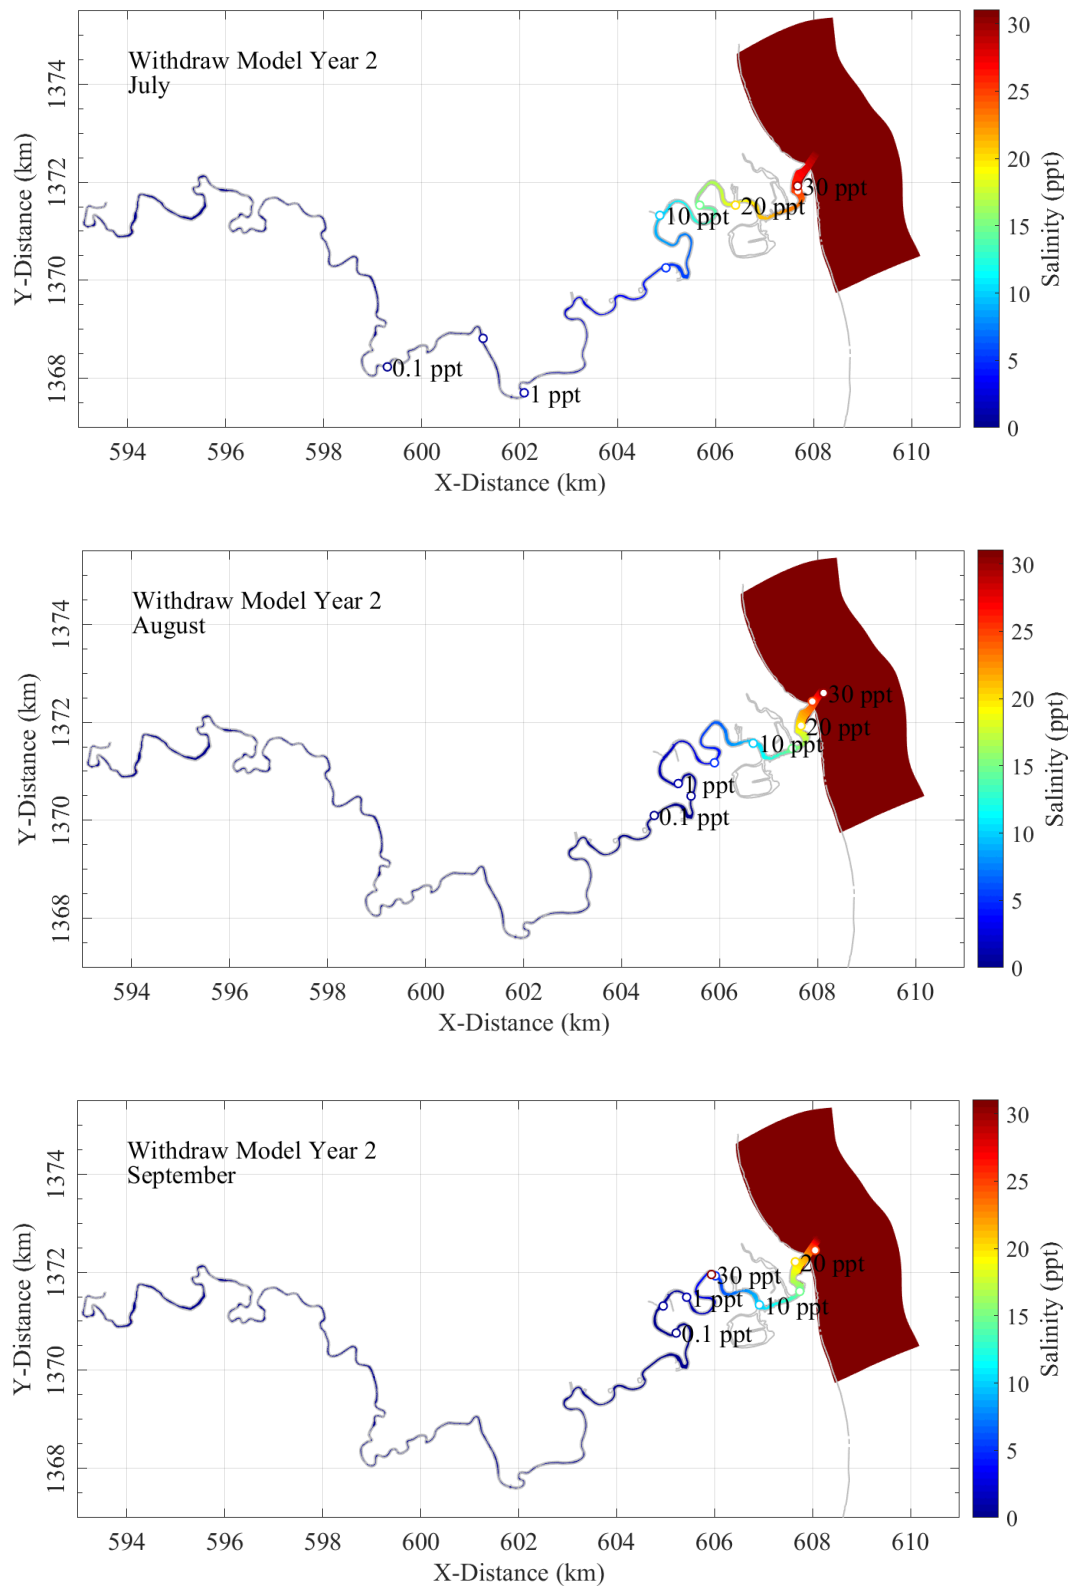 Withdraw Model Year 2
July
1374
1372
1370
1368
Y-Distance (km)
30 ppt
20 ppt
10 ppt
0.1 ppt
1 ppt
594 596 598 600 602 604 606 608 610
X-Distance (km)
30
25
20
15
10
5
0
Salinity (ppt)
Withdraw Model Year 2
August
1374
1372
1370
1368
Y-Distance (km)
30 ppt
20 ppt
10 ppt
1 ppt
0.1 ppt
594 596 598 600 602 604 606 608 610
X-Distance (km)
30
25
20
15
10
5
0
Salinity (ppt)
Withdraw Model Year 2
September
1374
1372
1370
1368
Y-Distance (km)
20 ppt
30 ppt
1 ppt
10 ppt
0.1 ppt
594 596 598 600 602 604 606 608 610
X-Distance (km)
30
25
20
15
10
5
0
Salinity (ppt)